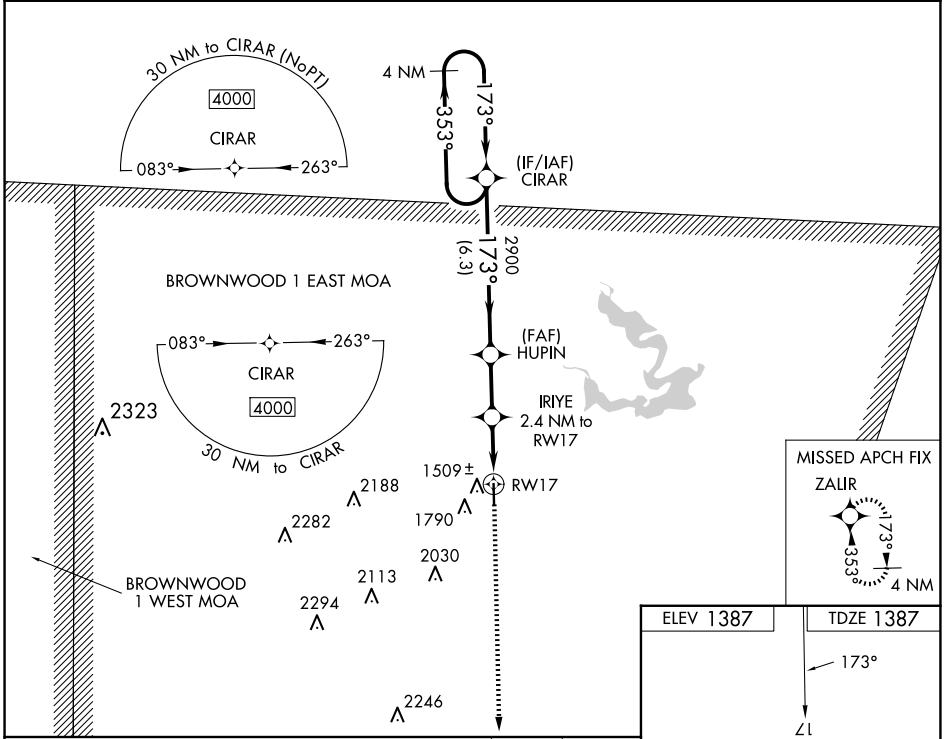 30 NM to CIRAR (NoPT)
4000
CIRAR
083°
263°
4 NM
353°
173°
(IF/IAF)
CIRAR
173°
2900
(6.3)
BROWNWOOD 1 EAST MOA
083°
263°
CIRAR
4000
30 NM to CIRAR
(FAF)
HUPIN
IRIYE
2.4 NM to
RW17
2323
1509±
RW17
2188
1790
2282
2030
2113
2294
2246
BROWNWOOD
1 WEST MOA
MISSED APCH FIX
ZALIR
173°
353°
4 NM
ELEV 1387
TDZE 1387
173°
17